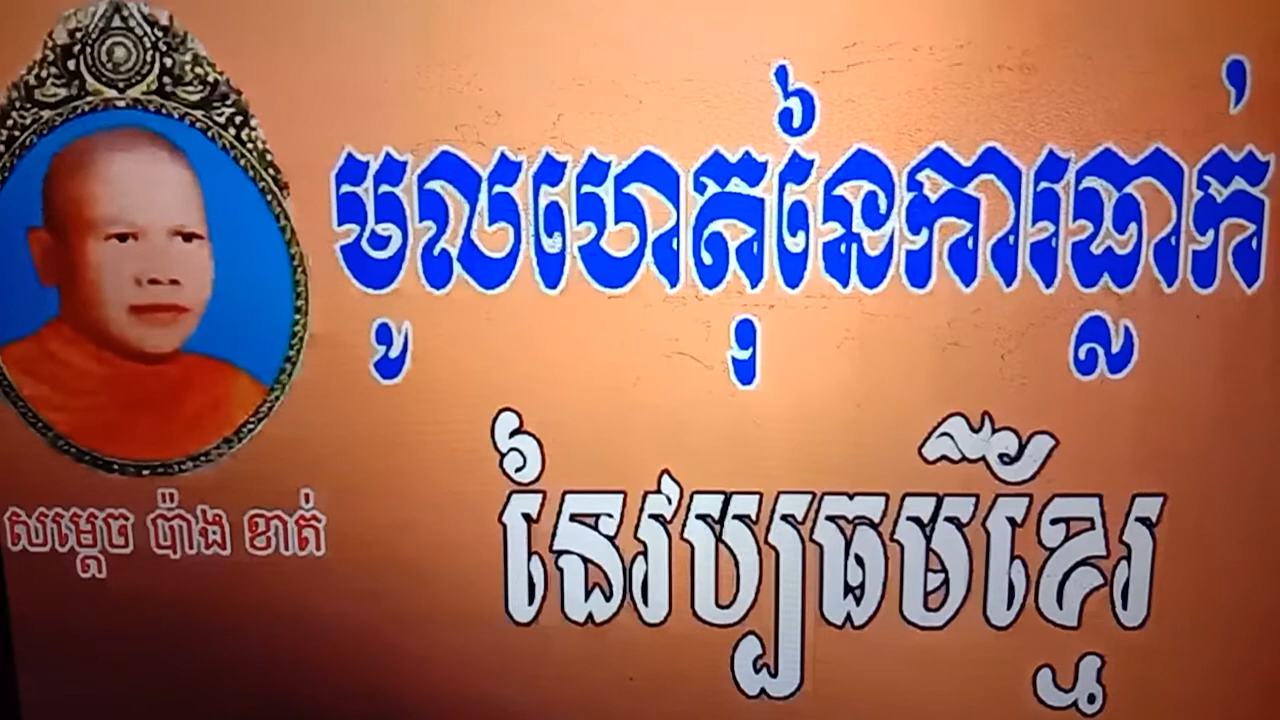 មូលហេតុនៃការធ្លាក់
នៃវប្បធម៌ខ្មែរ
សម្ដេច ប៉ាង ខាត់